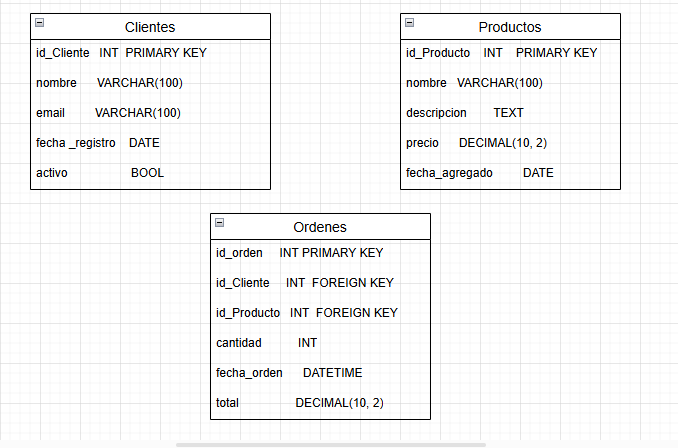 Clientes
id_Cliente INT PRIMARY KEY
nombre VARCHAR(100)
email VARCHAR(100)
fecha _registro DATE
activo BOOL
Productos
id_Producto INT PRIMARY KEY
nombre VARCHAR(100)
descripcion TEXT
precio DECIMAL(10, 2)
fecha_agregado DATE
Ordenes
id_orden INT PRIMARY KEY
id_Cliente INT FOREIGN KEY
id_Producto INT FOREIGN KEY
cantidad INT
fecha_orden DATETIME
total DECIMAL(10, 2)